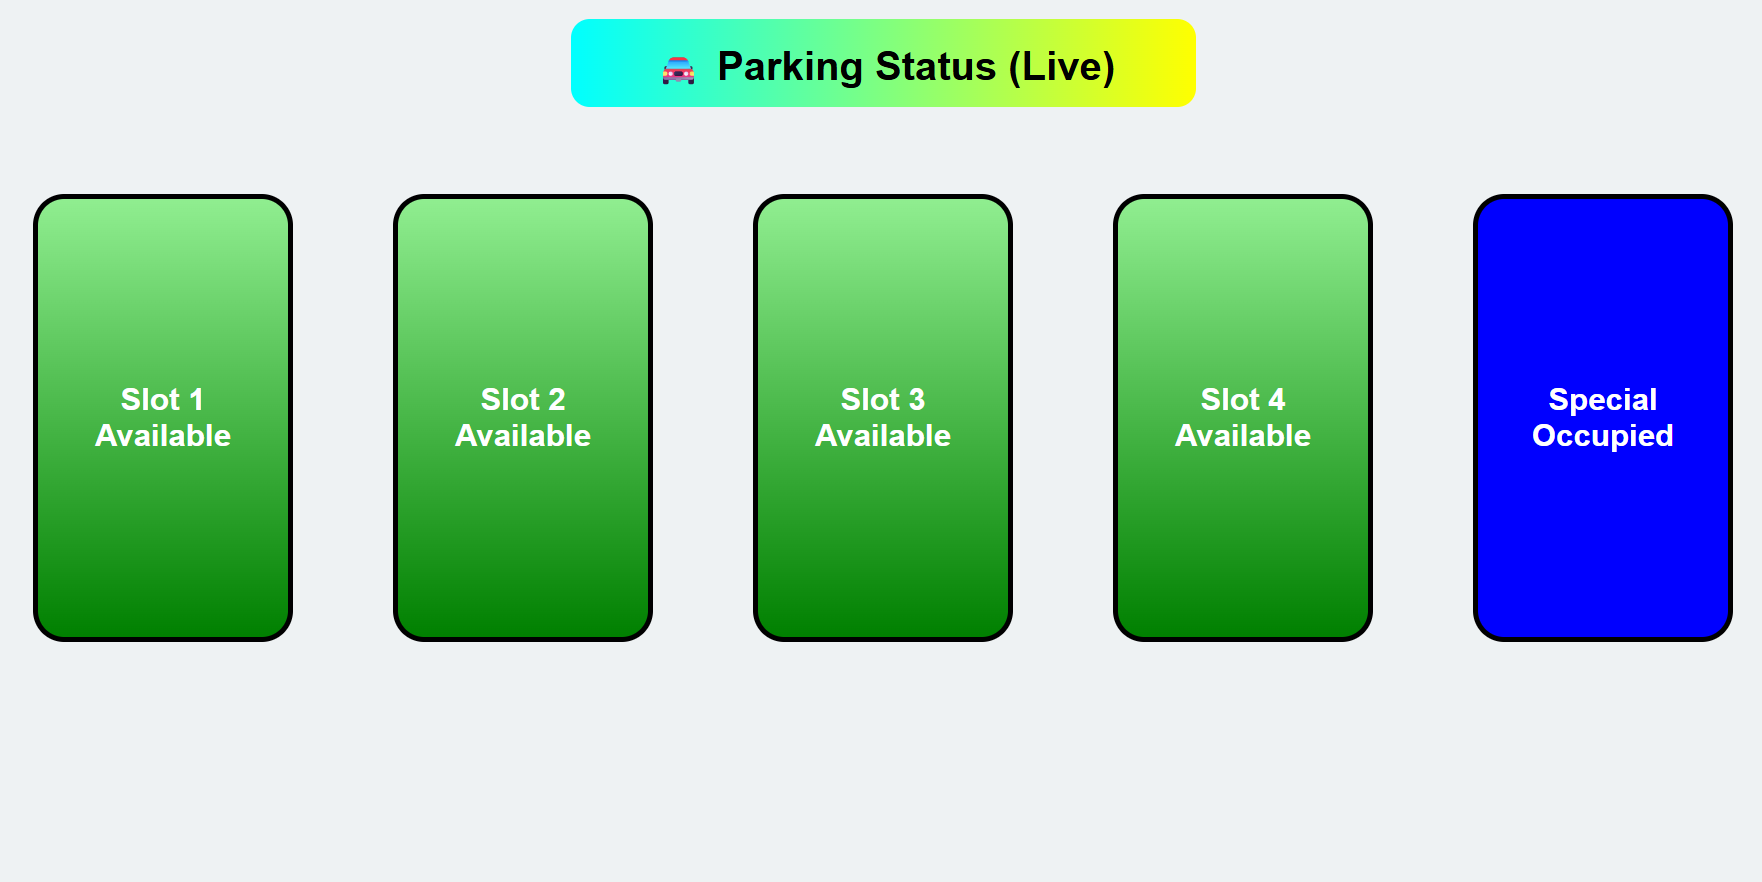 🚘 Parking Status (Live)
Slot 1
Available
Slot 2
Available
Slot 3
Available
Slot 4
Available
Special
Occupied